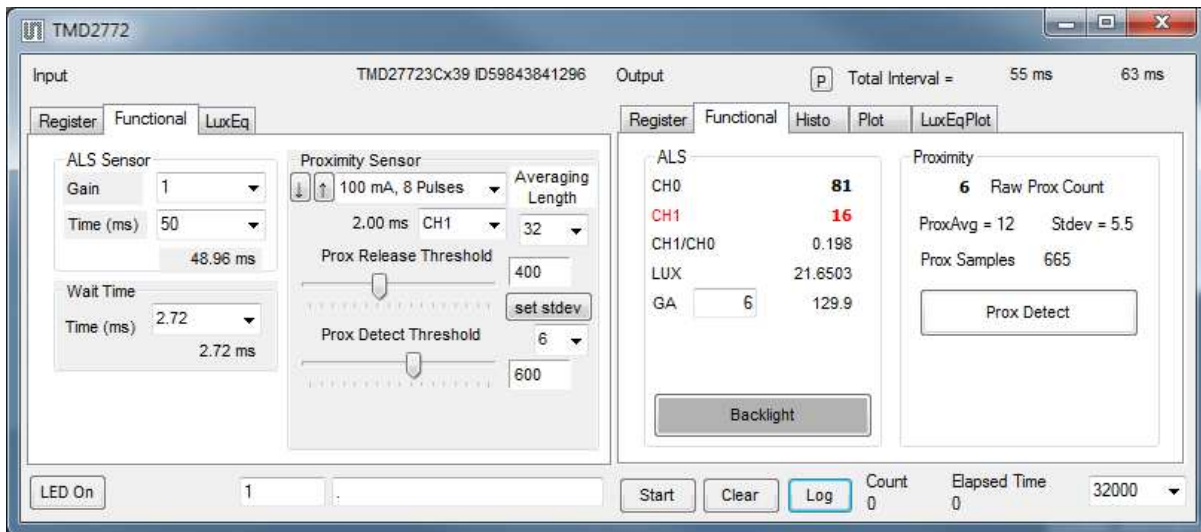 TMD2772
Input
TMD27723Cx39 ID59843841296
Register Functional LuxEq
ALS Sensor
Gain 1
Time (ms) 50
48.96 ms
Wait Time
Time (ms) 2.72
2.72 ms
Proximity Sensor
↓ ↑ 100 mA, 8 Pulses
2.00 ms CH1
Averaging
Length
32
Prox Release Threshold
400
set stdev
Prox Detect Threshold
6
600
LED On 1 .
Output
P Total Interval = 55 ms 63 ms
Register Functional Histo Plot LuxEqPlot
ALS
CH0 81
CH1 16
CH1/CH0 0.198
LUX 21.6503
GA 6 129.9
Backlight
Proximity
6 Raw Prox Count
ProxAvg = 12 Stdev = 5.5
Prox Samples 665
Prox Detect
Start Clear Log
Count
0
Elapsed Time
0
32000